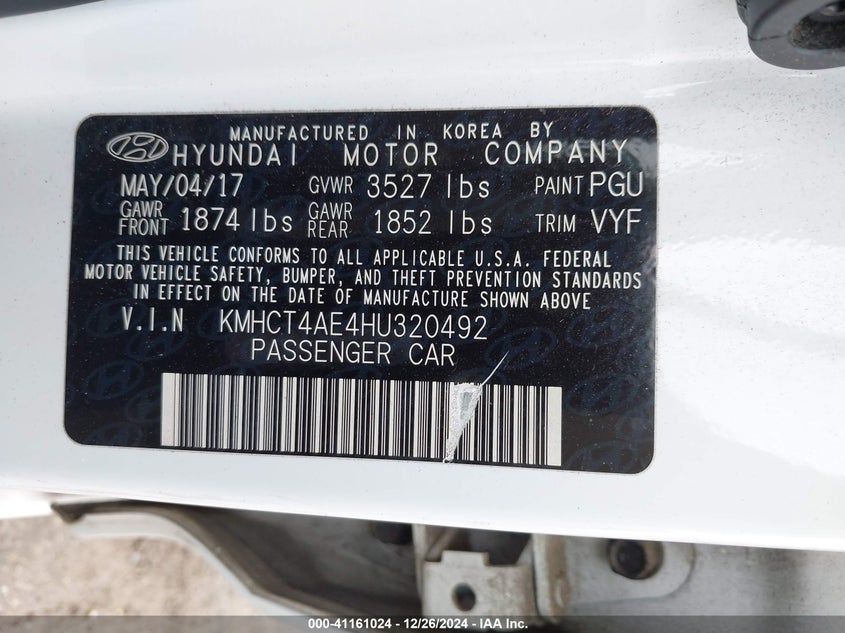 MANUFACTURED IN KOREA BY
HYUNDAI MOTOR COMPANY
MAY/04/17 GVWR 3527 lbs PAINT PGU
GAWR FRONT 1874 lbs GAWR REAR 1852 lbs TRIM VYF
THIS VEHICLE CONFORMS TO ALL APPLICABLE U.S.A. FEDERAL
MOTOR VEHICLE SAFETY, BUMPER, AND THEFT PREVENTION STANDARDS
IN EFFECT ON THE DATE OF MANUFACTURE SHOWN ABOVE
V.I.N KMHCT4AE4HU320492
PASSENGER CAR
000-41161024 - 12/26/2024 - IAA Inc.